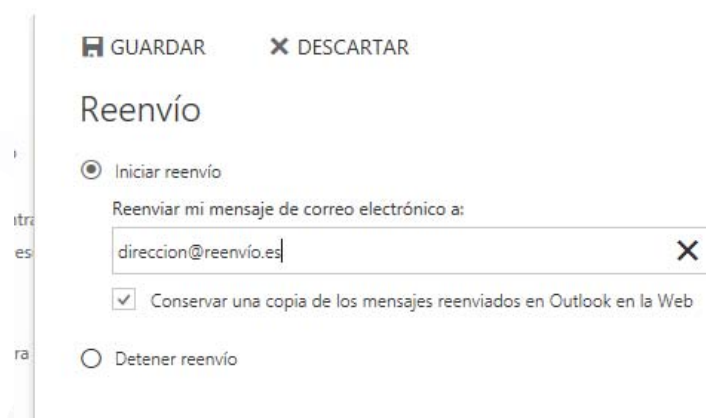 GUARDAR DESCARTAR
Reenvío
Iniciar reenvío
Reenviar mi mensaje de correo electrónico a:
direccion@reenvío.es
Conservar una copia de los mensajes reenviados en Outlook en la Web
Detener reenvío